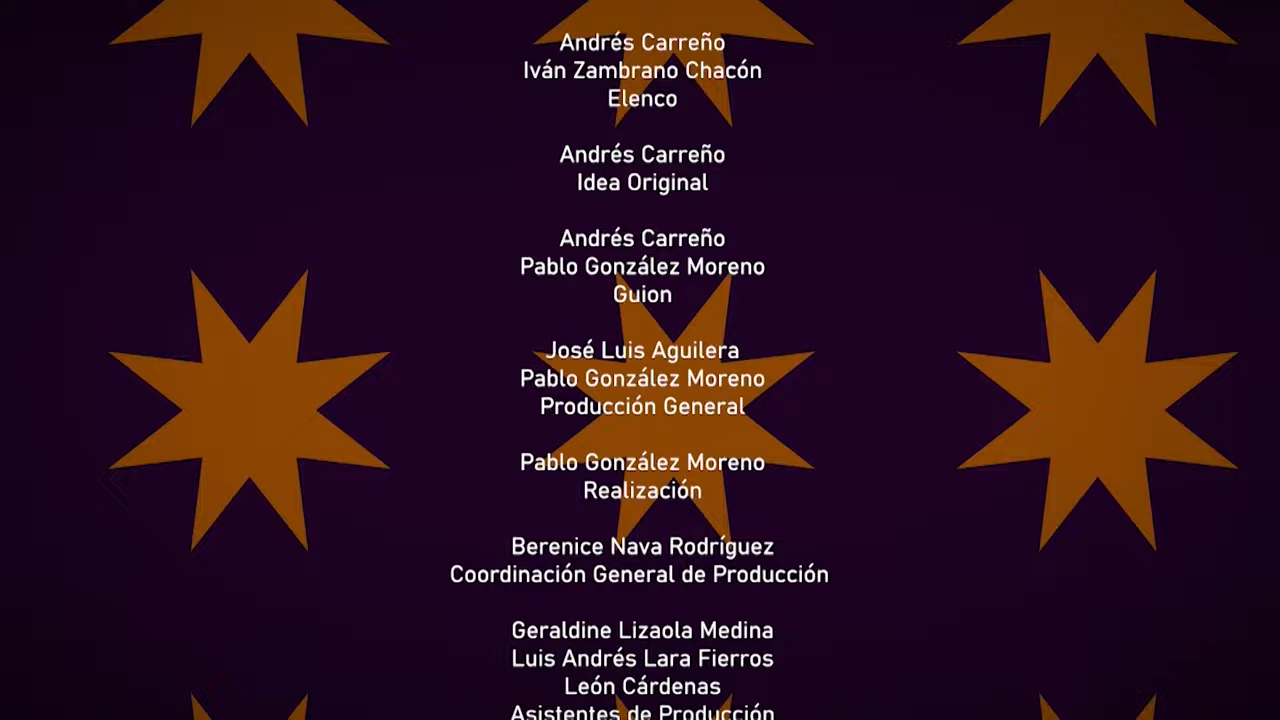 Andrés Carreño
Iván Zambrano Chacón
Elenco
Andrés Carreño
Idea Original
Andrés Carreño
Pablo González Moreno
Guion
José Luis Aguilera
Pablo González Moreno
Producción General
Pablo González Moreno
Realización
Berenice Nava Rodríguez
Coordinación General de Producción
Geraldine Lizaola Medina
Luis Andrés Lara Fierros
León Cárdenas
Asistentes de Producción